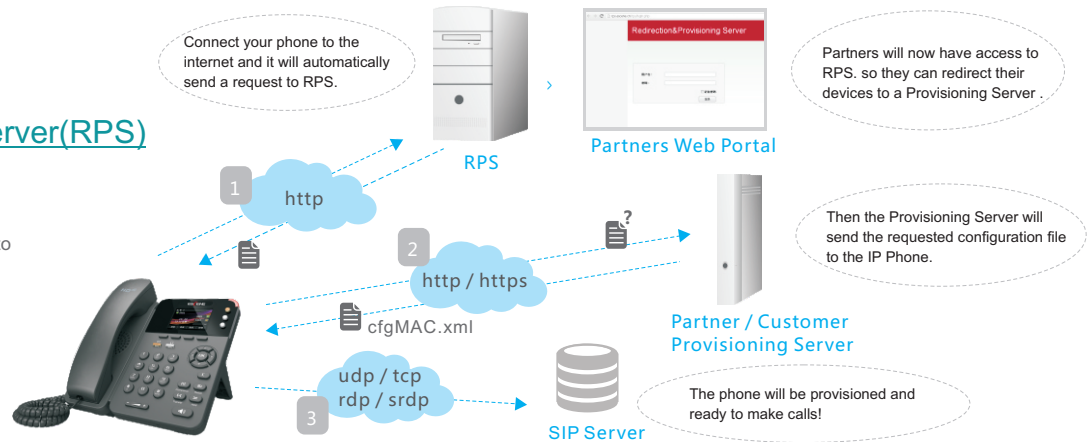 Connect your phone to the
internet and it will automatically
send a request to RPS.
Redirection&Provisioning Server
Partners will now have access to
RPS. so they can redirect their
devices to a Provisioning Server .
erver(RPS)
RPS
Partners Web Portal
1
http
to
2
http / https
?
cfgMAC.xml
Then the Provisioning Server will
send the requested configuration file
to the IP Phone.
Partner / Customer
Provisioning Server
udp / tcp
rdp / srdp
3
SIP Server
The phone will be provisioned and
ready to make calls!